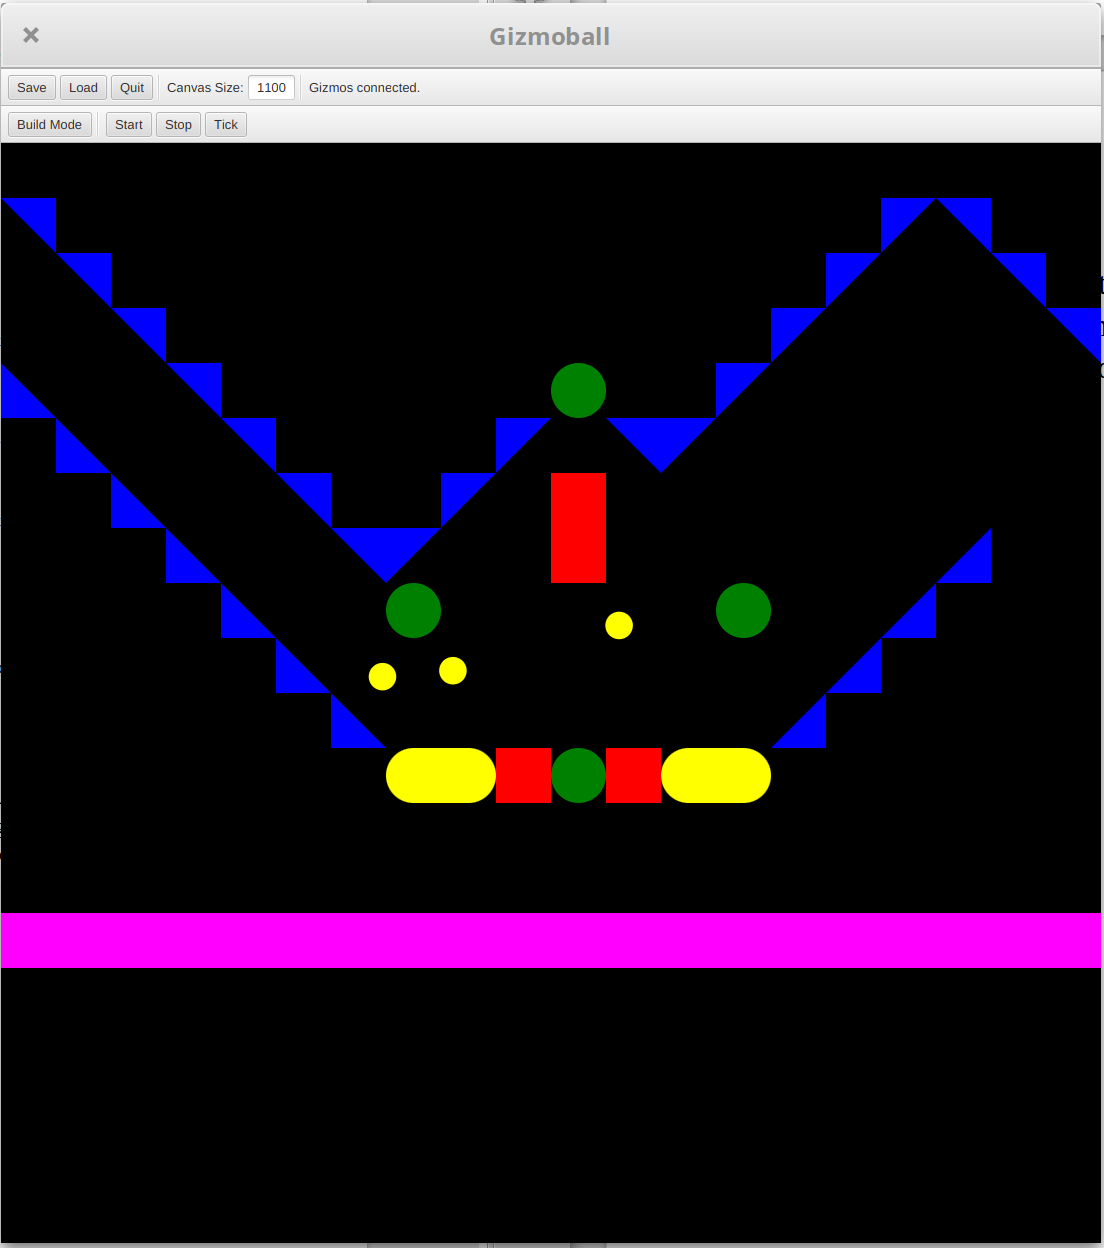 Gizmoball
Save Load Quit Canvas Size: 1100 Gizmos connected.
Build Mode Start Stop Tick